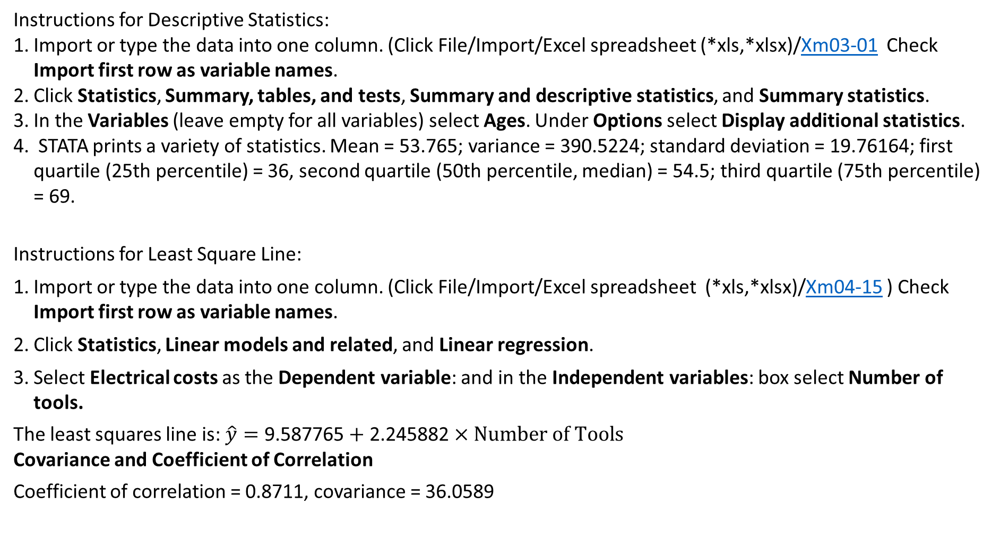 Instructions for Descriptive Statistics:
1. Import or type the data into one column. (Click File/Import/Excel spreadsheet (*xls,*xlsx)/Xm03-01  Check
Import first row as variable names.
2. Click Statistics, Summary, tables, and tests, Summary and descriptive statistics, and Summary statistics.
3. In the Variables (leave empty for all variables) select Ages. Under Options select Display additional statistics.
4.  STATA prints a variety of statistics. Mean = 53.765; variance = 390.5224; standard deviation = 19.76164; first
quartile (25th percentile) = 36, second quartile (50th percentile, median) = 54.5; third quartile (75th percentile)
= 69.
Instructions for Least Square Line:
1. Import or type the data into one column. (Click File/Import/Excel spreadsheet  (*xls,*xlsx)/Xm04-15 ) Check
Import first row as variable names.
2. Click Statistics, Linear models and related, and Linear regression.
3. Select Electrical costs as the Dependent variable: and in the Independent variables: box select Number of
tools.
The least squares line is: ŷ = 9.587765 + 2.245882 × Number of Tools
Covariance and Coefficient of Correlation
Coefficient of correlation = 0.8711, covariance = 36.0589